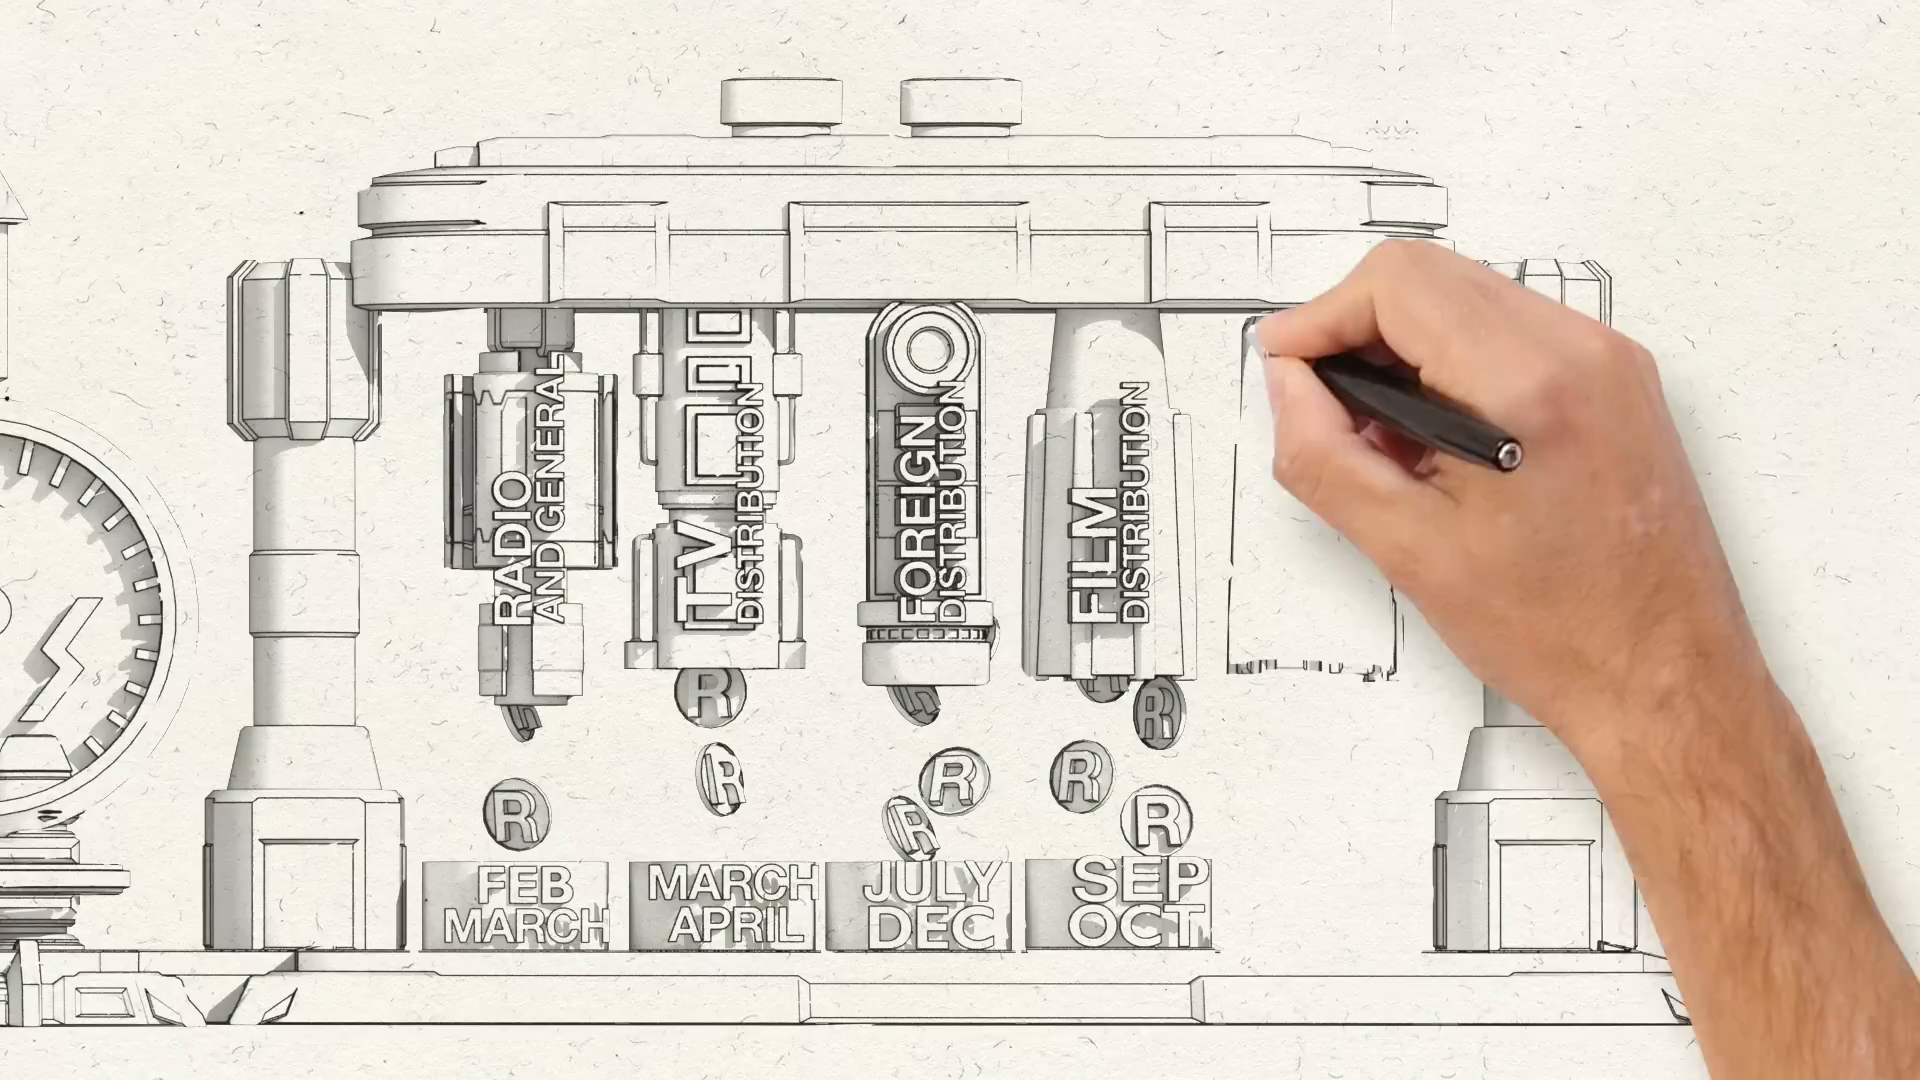 RADIO
AND GENERAL
TV
DISTRIBUTION
FOREIGN
DISTRIBUTION
FILM
DISTRIBUTION
R
R
R
R
R
R
R
R
R
FEB
MARCH
MARCH
APRIL
JULY
DEC
SEP
OCT